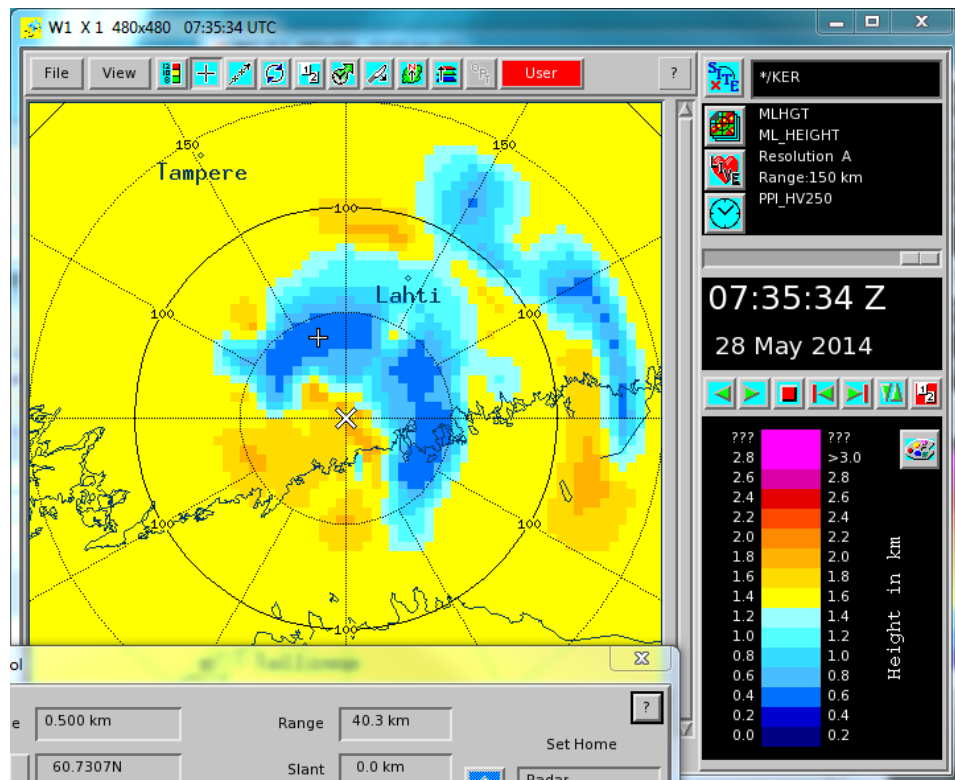 W1 X 1 480x480 07:35:34 UTC
File View User ?
*/KER
MLHGT
ML_HEIGHT
Resolution A
Range:150 km
PPI_HV250
150 150
Tampere
100
Lahti
100 100
07:35:34 Z
28 May 2014
??? ???
2.8 >3.0
2.6 2.8
2.4 2.6
2.2 2.4
2.0 2.2
1.8 2.0
1.6 1.8
1.4 1.6
1.2 1.4
1.0 1.2
0.8 1.0
0.6 0.8
0.4 0.6
0.2 0.4
0.0 0.2
Height in km
100 100
100
ol
e 0.500 km Range 40.3 km ?
Set Home
60.7307N Slant 0.0 km Radar